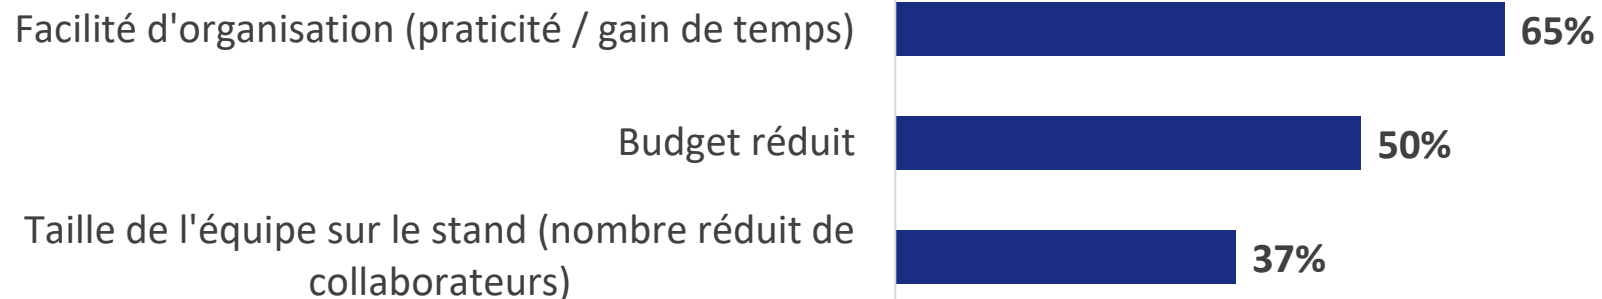 Facilité d'organisation (praticité / gain de temps)
65%
Budget réduit
50%
Taille de l'équipe sur le stand (nombre réduit de
collaborateurs)
37%